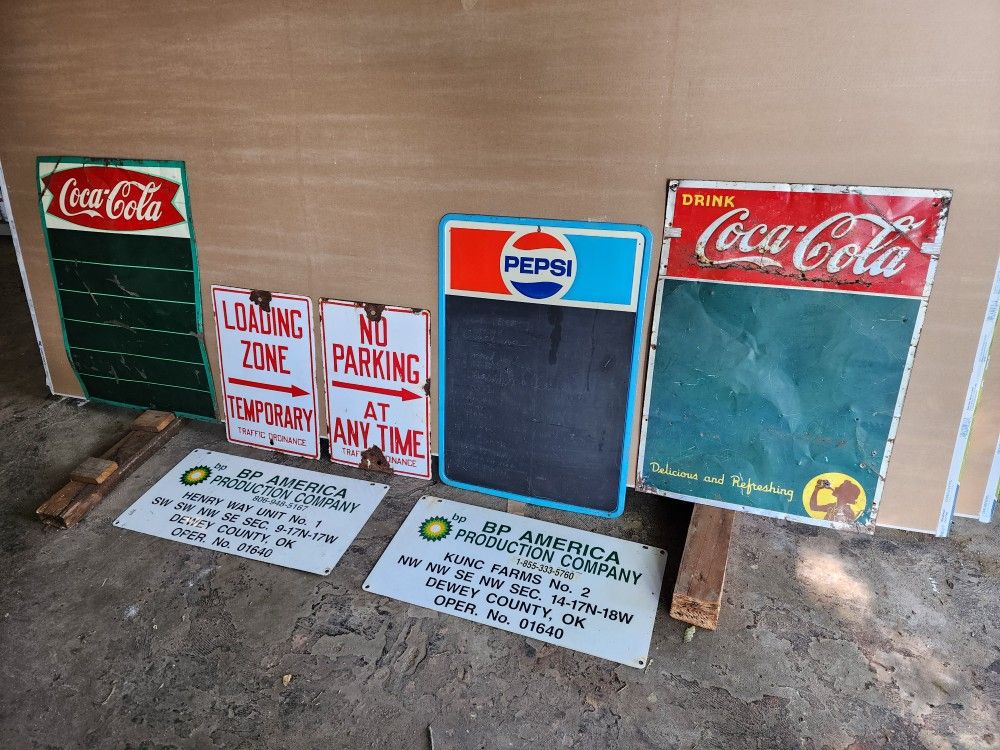 Coca-Cola
LOADING
ZONE
TEMPORARY
TRAFFIC ORDINANCE
NO
PARKING
AT
ANY TIME
PEPSI
DRINK
Coca-Cola
Delicious and Refreshing
bp
BP AMERICA
PRODUCTION COMPANY
806-948-5167
HENRY WAY UNIT No. 1
SW SW NW SE SEC. 9-17N-17W
DEWEY COUNTY, OK
OPER. No. 01640
bp
BP AMERICA
PRODUCTION COMPANY
1-855-333-5760
KUNC FARMS No. 2
NW NW SE NW SEC. 14-17N-18W
DEWEY COUNTY, OK
OPER. No. 01640